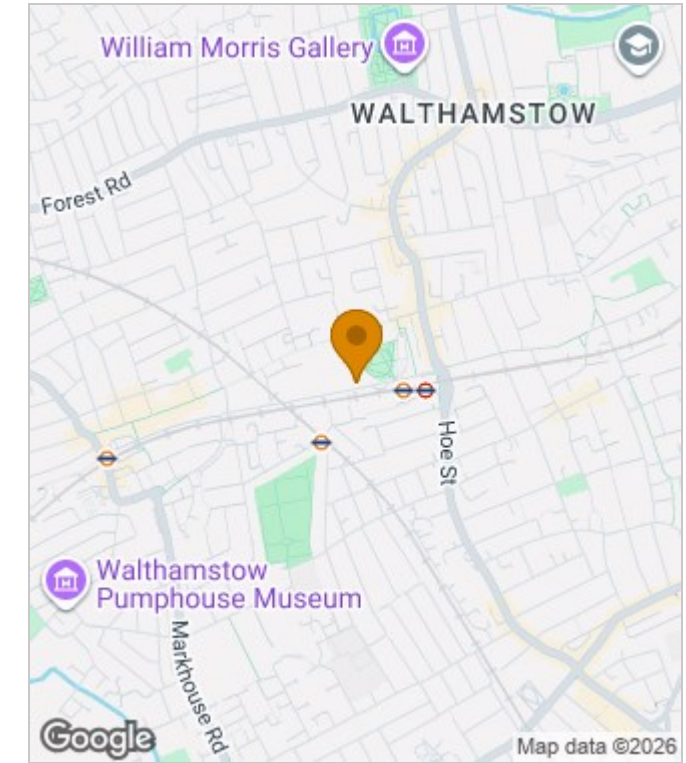 William Morris Gallery
WALTHAMSTOW
Forest Rd
Hoe St
Walthamstow
Pumphouse Museum
Markhouse Rd
Google
Map data ©2026